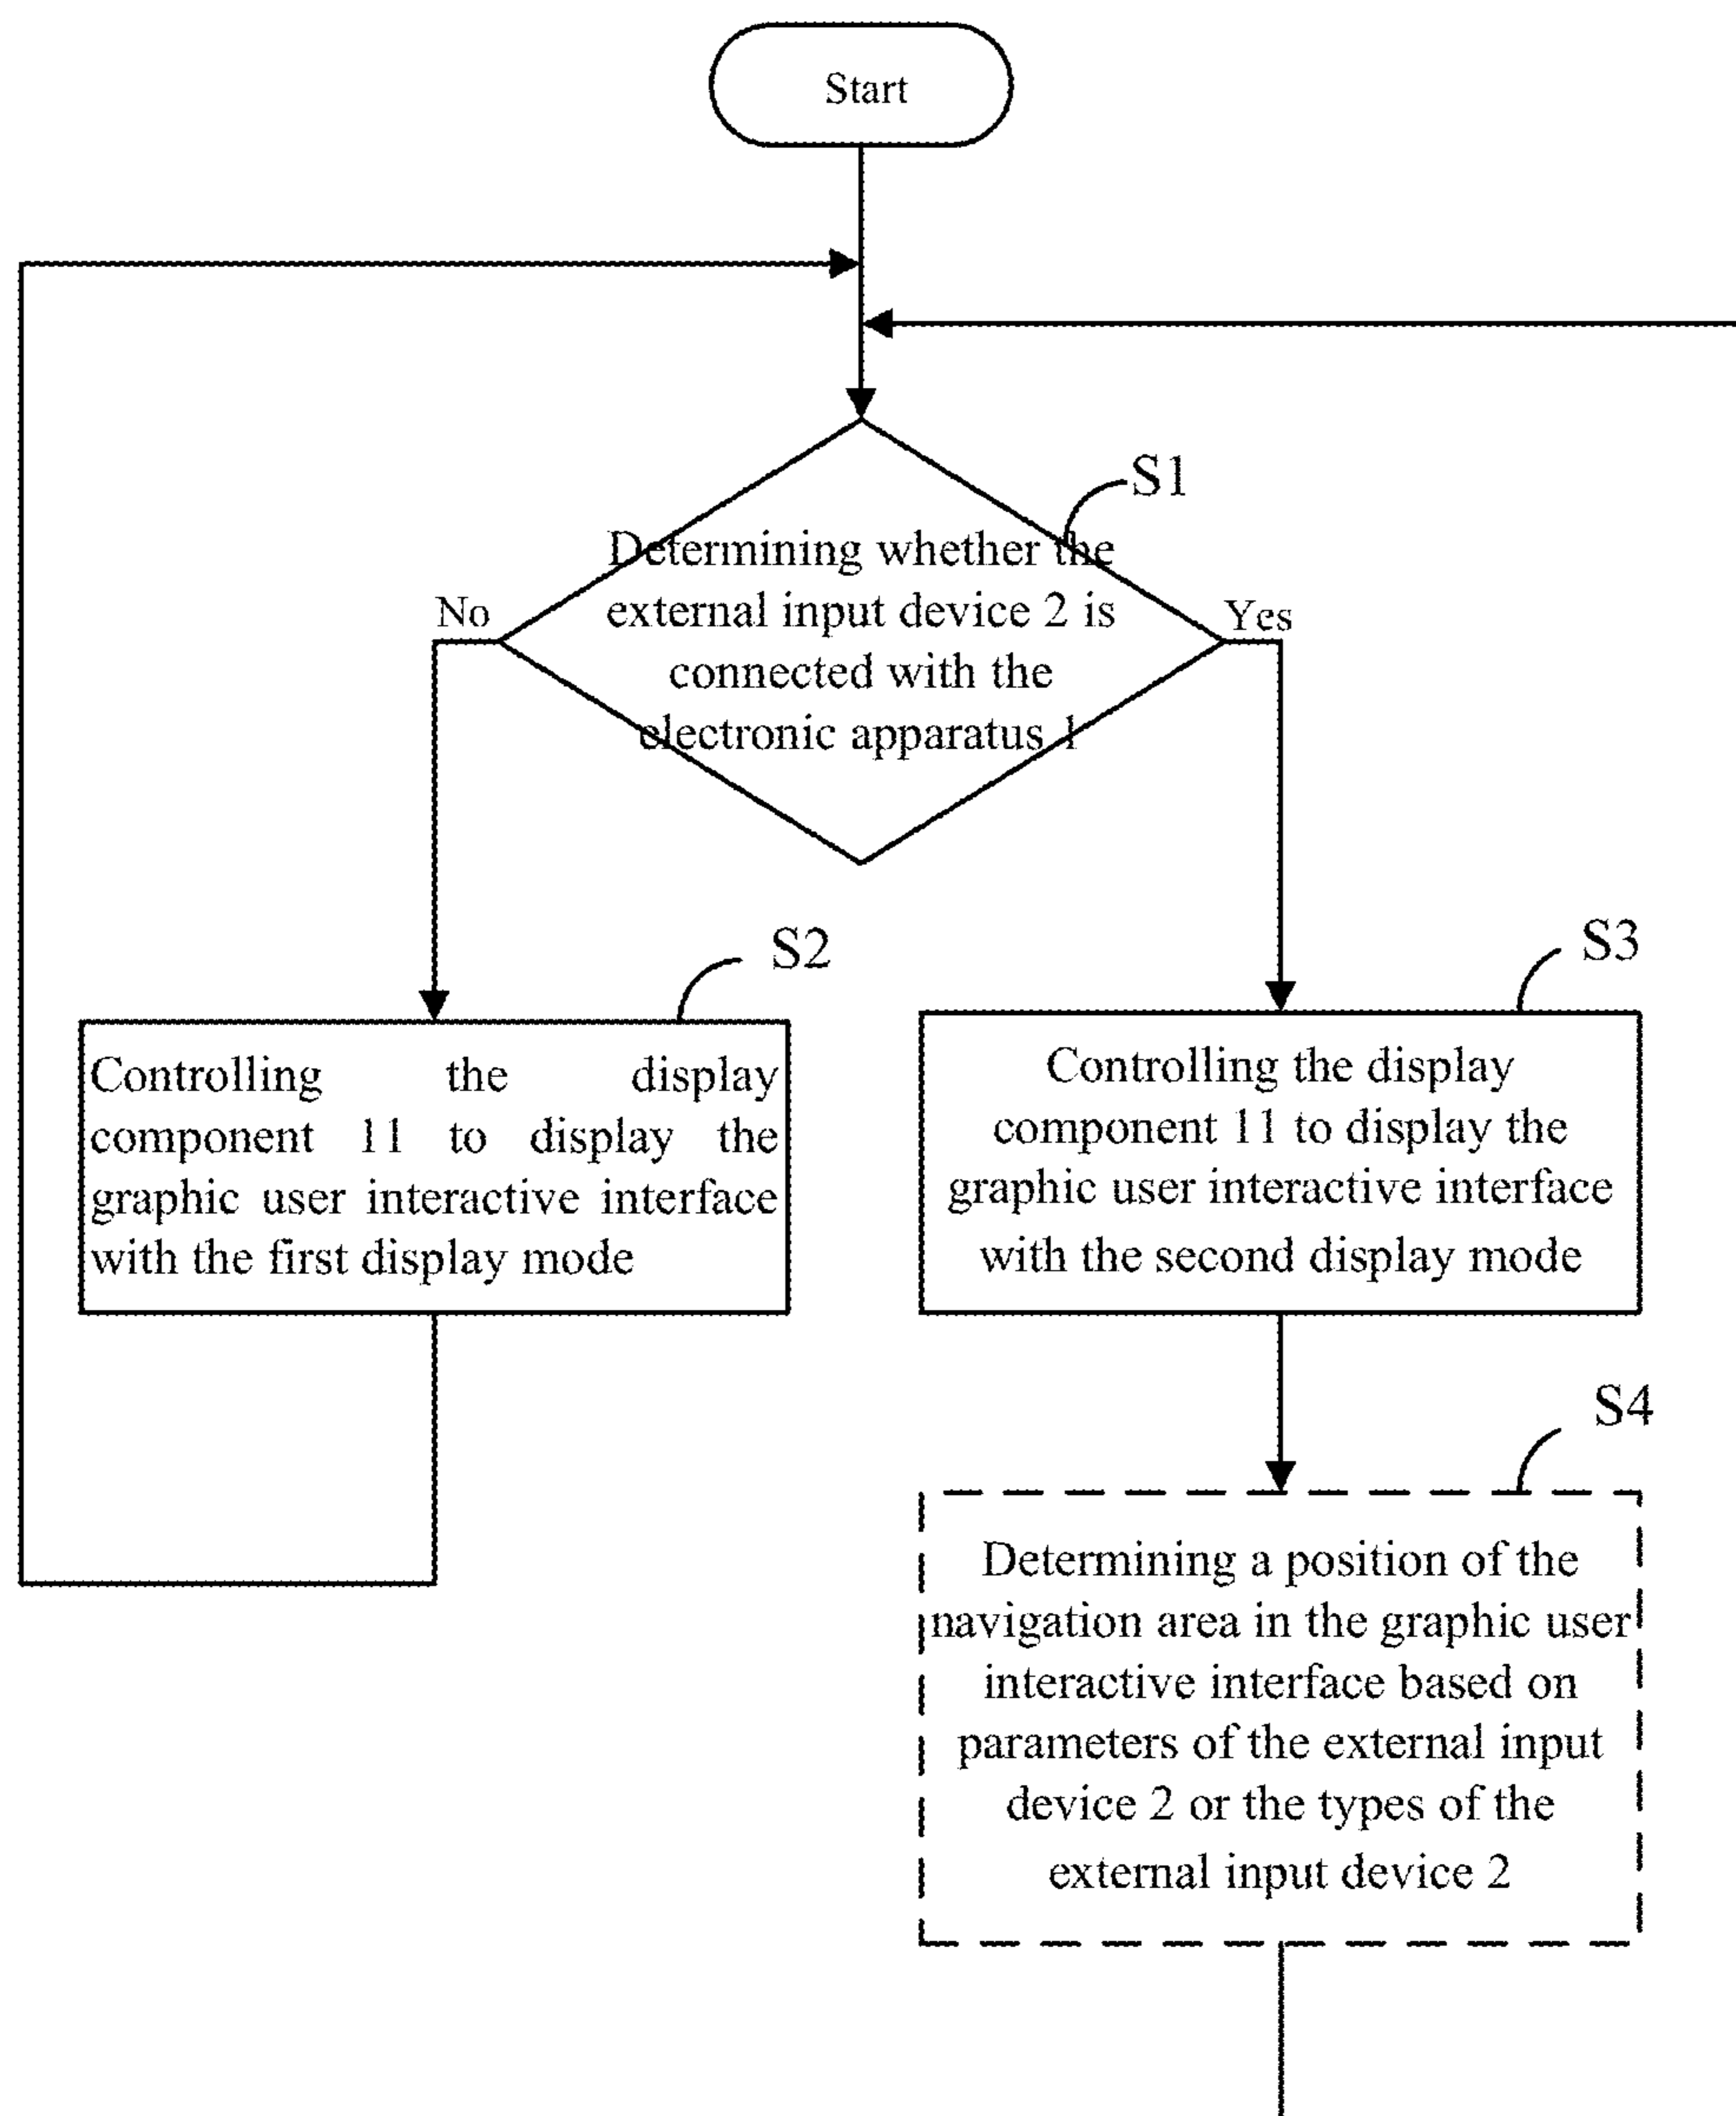 Start
S1
Determining whether the
external input device 2 is
connected with the
electronic apparatus 1
No
Yes
S2
Controlling the display
component 11 to display the
graphic user interactive interface
with the first display mode
S3
Controlling the display
component 11 to display the
graphic user interactive interface
with the second display mode
S4
Determining a position of the
navigation area in the graphic user
interactive interface based on
parameters of the external input
device 2 or the types of the
external input device 2